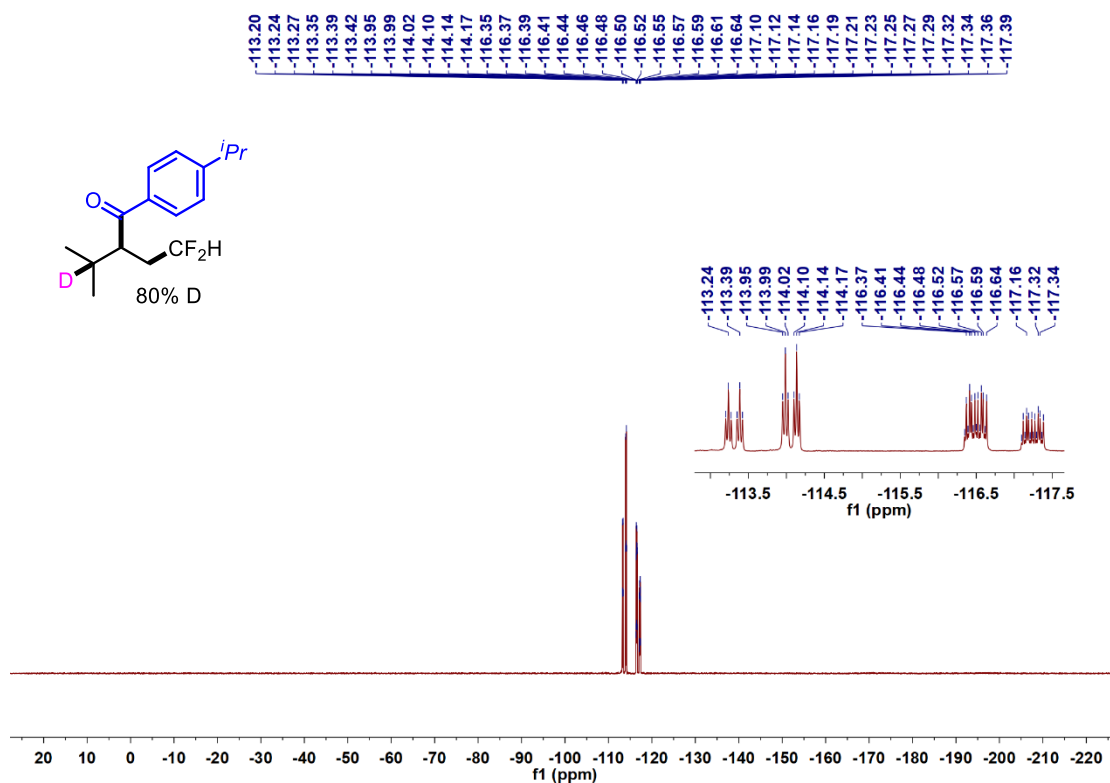 -113.20 -113.24 -113.27 -113.35 -113.39 -113.42 -113.95 -113.99 -114.02 -114.10 -114.14 -114.17 -116.35 -116.37 -116.39 -116.41 -116.44 -116.46 -116.48 -116.50 -116.52 -116.55 -116.57 -116.59 -116.61 -116.64 -117.10 -117.12 -117.14 -117.16 -117.19 -117.21 -117.23 -117.25 -117.27 -117.29 -117.32 -117.34 -117.36 -117.39
iPr
O
CF2H
D
80% D
-113.24 -113.39 -113.95 -113.99 -114.02 -114.10 -114.14 -114.17 -116.37 -116.41 -116.44 -116.48 -116.52 -116.57 -116.59 -116.64 -117.16 -117.32 -117.34
-113.5 -114.5 -115.5 -116.5 -117.5
f1 (ppm)
20 10 0 -10 -20 -30 -40 -50 -60 -70 -80 -90 -100 -110 -120 -130 -140 -150 -160 -170 -180 -190 -200 -210 -220
f1 (ppm)